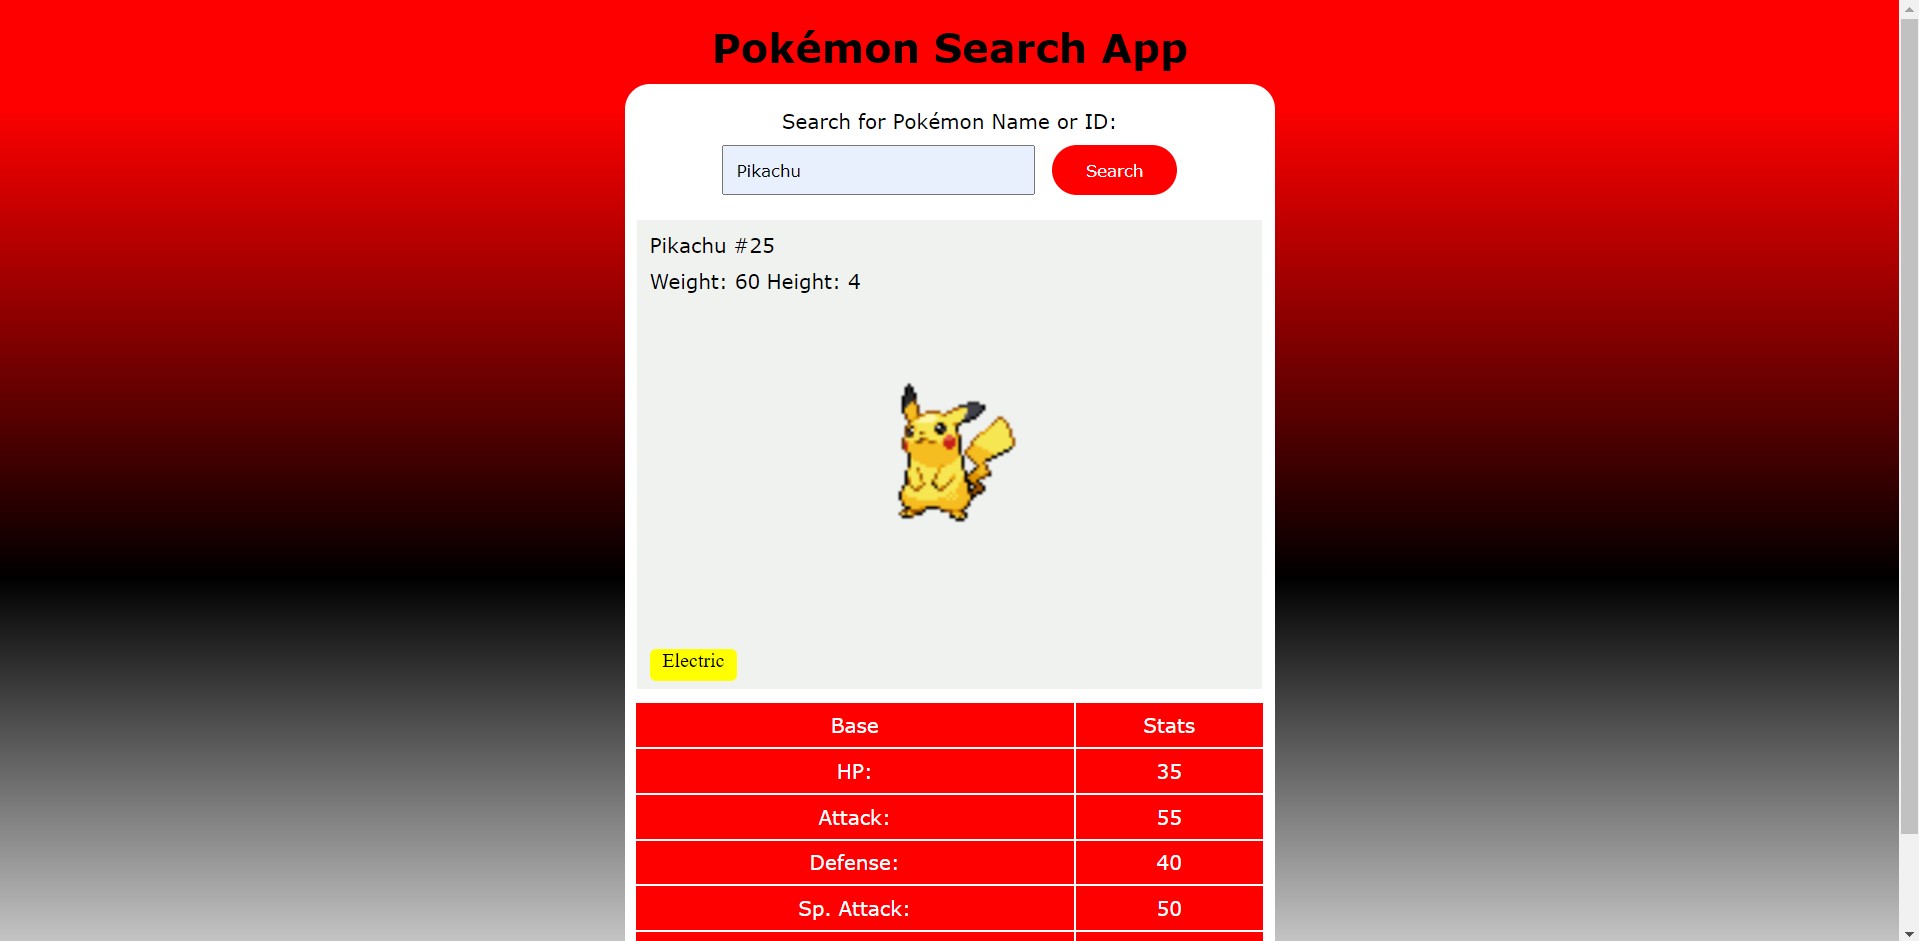 Pokémon Search App
Search for Pokémon Name or ID:
Pikachu Search
Pikachu #25
Weight: 60 Height: 4
Electric
Base Stats
HP: 35
Attack: 55
Defense: 40
Sp. Attack: 50